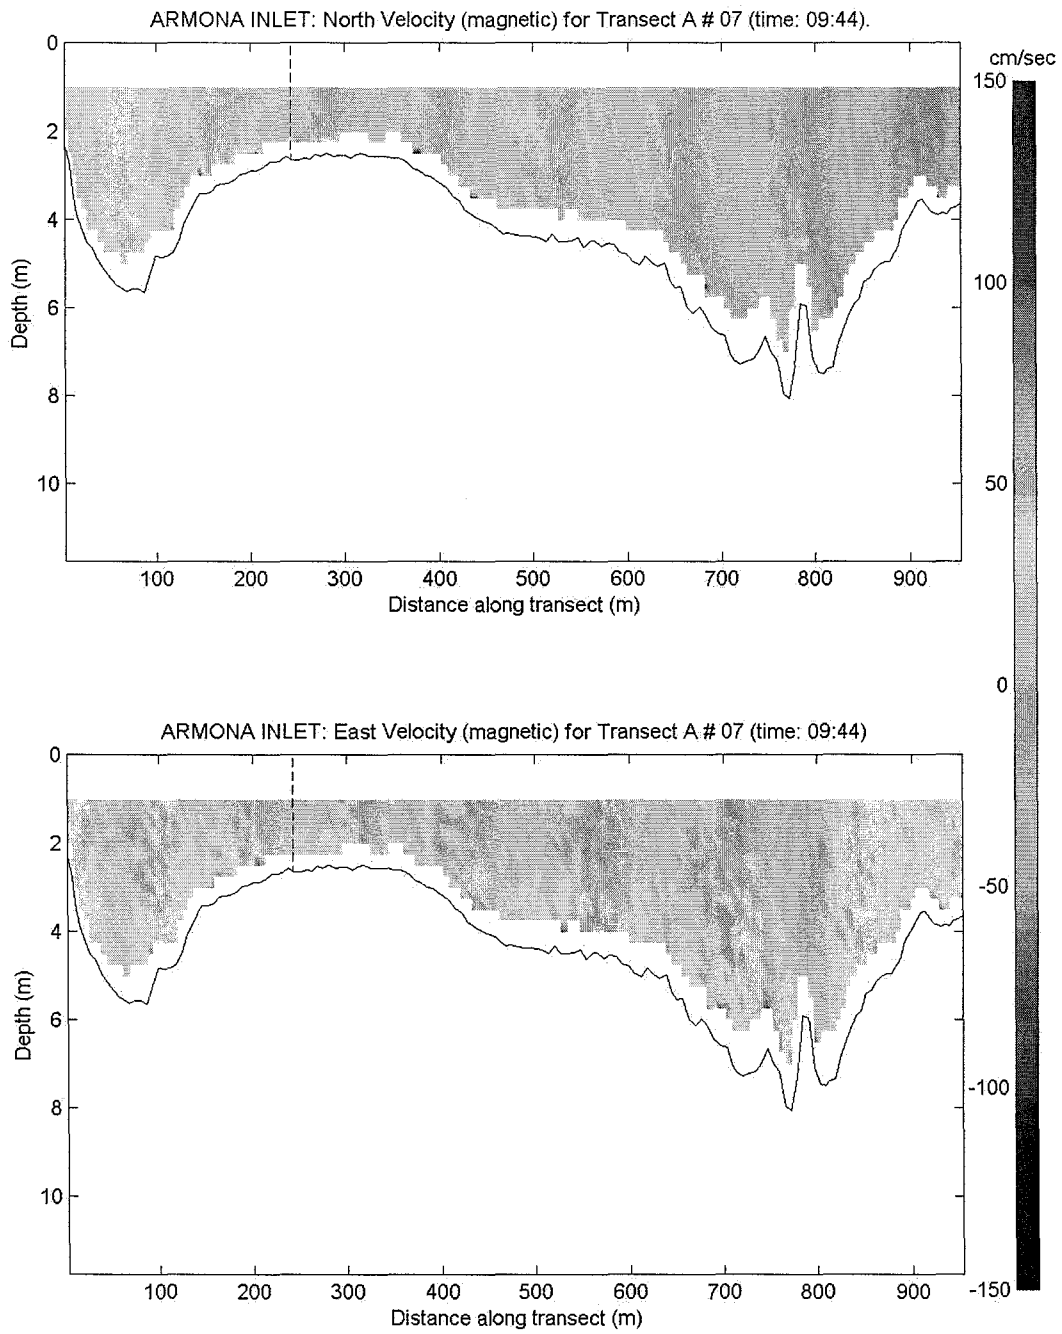 ARMONA INLET: North Velocity (magnetic) for Transect A # 07 (time: 09:44).
cm/sec
0
2
4
6
8
10
Depth (m)
100 200 300 400 500 600 700 800 900
Distance along transect (m)
150
100
50
0
-50
-100
-150
ARMONA INLET: East Velocity (magnetic) for Transect A # 07 (time: 09:44)
0
2
4
6
8
10
Depth (m)
100 200 300 400 500 600 700 800 900
Distance along transect (m)